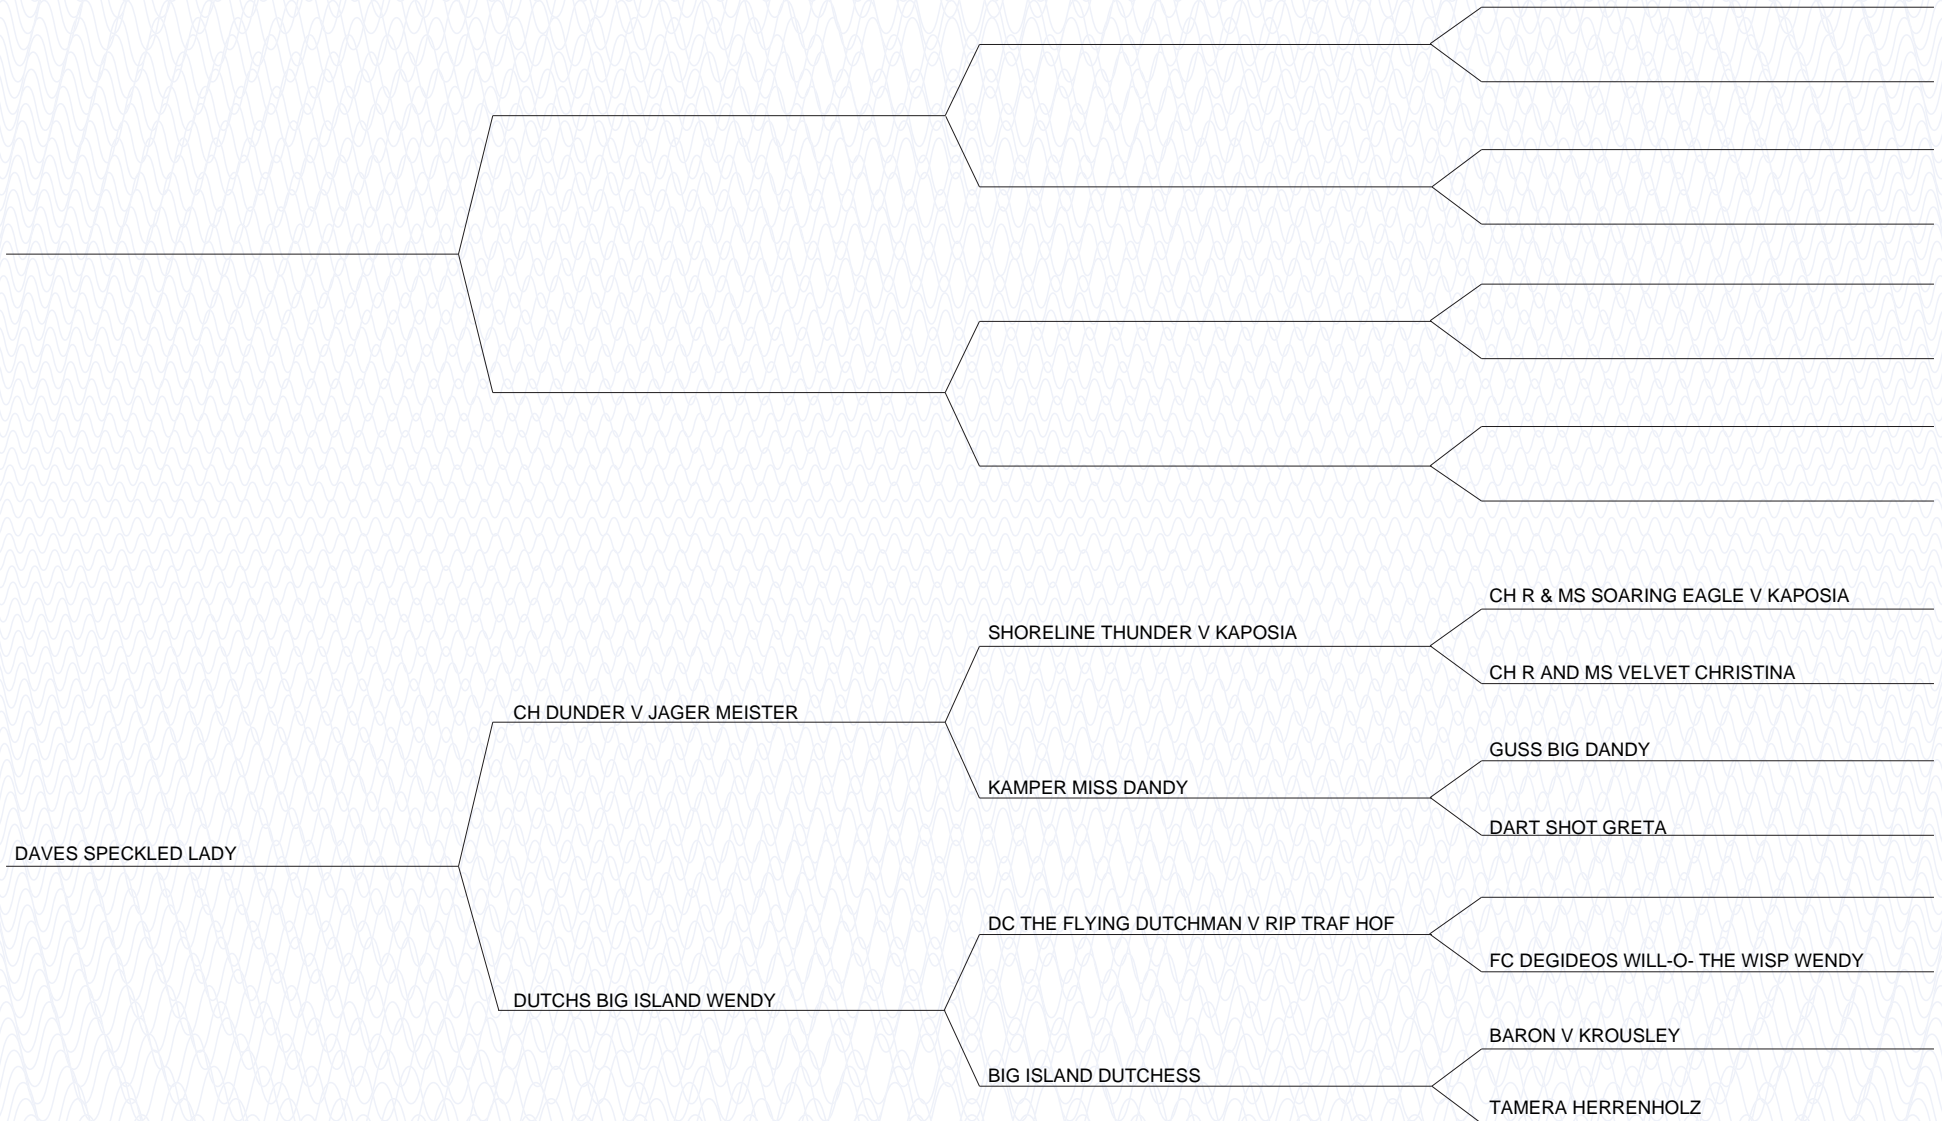 CH R & MS SOARING EAGLE V KAPOSIA
SHORELINE THUNDER V KAPOSIA
CH R AND MS VELVET CHRISTINA
CH DUNDER V JAGER MEISTER
GUSS BIG DANDY
KAMPER MISS DANDY
DART SHOT GRETA
DAVES SPECKLED LADY
DC THE FLYING DUTCHMAN V RIP TRAF HOF
FC DEGIDEOS WILL-O- THE WISP WENDY
DUTCHS BIG ISLAND WENDY
BARON V KROUSLEY
BIG ISLAND DUTCHESS
TAMERA HERRENHOLZ